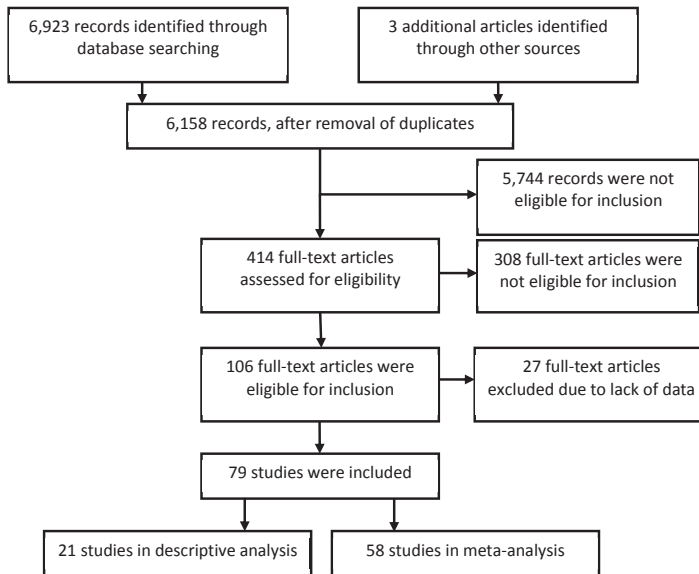 6,923 records identified through
database searching
3 additional articles identified
through other sources
6,158 records, after removal of duplicates
5,744 records were not
eligible for inclusion
414 full-text articles
assessed for eligibility
308 full-text articles were
not eligible for inclusion
106 full-text articles were
eligible for inclusion
27 full-text articles
excluded due to lack of data
79 studies were included
21 studies in descriptive analysis
58 studies in meta-analysis